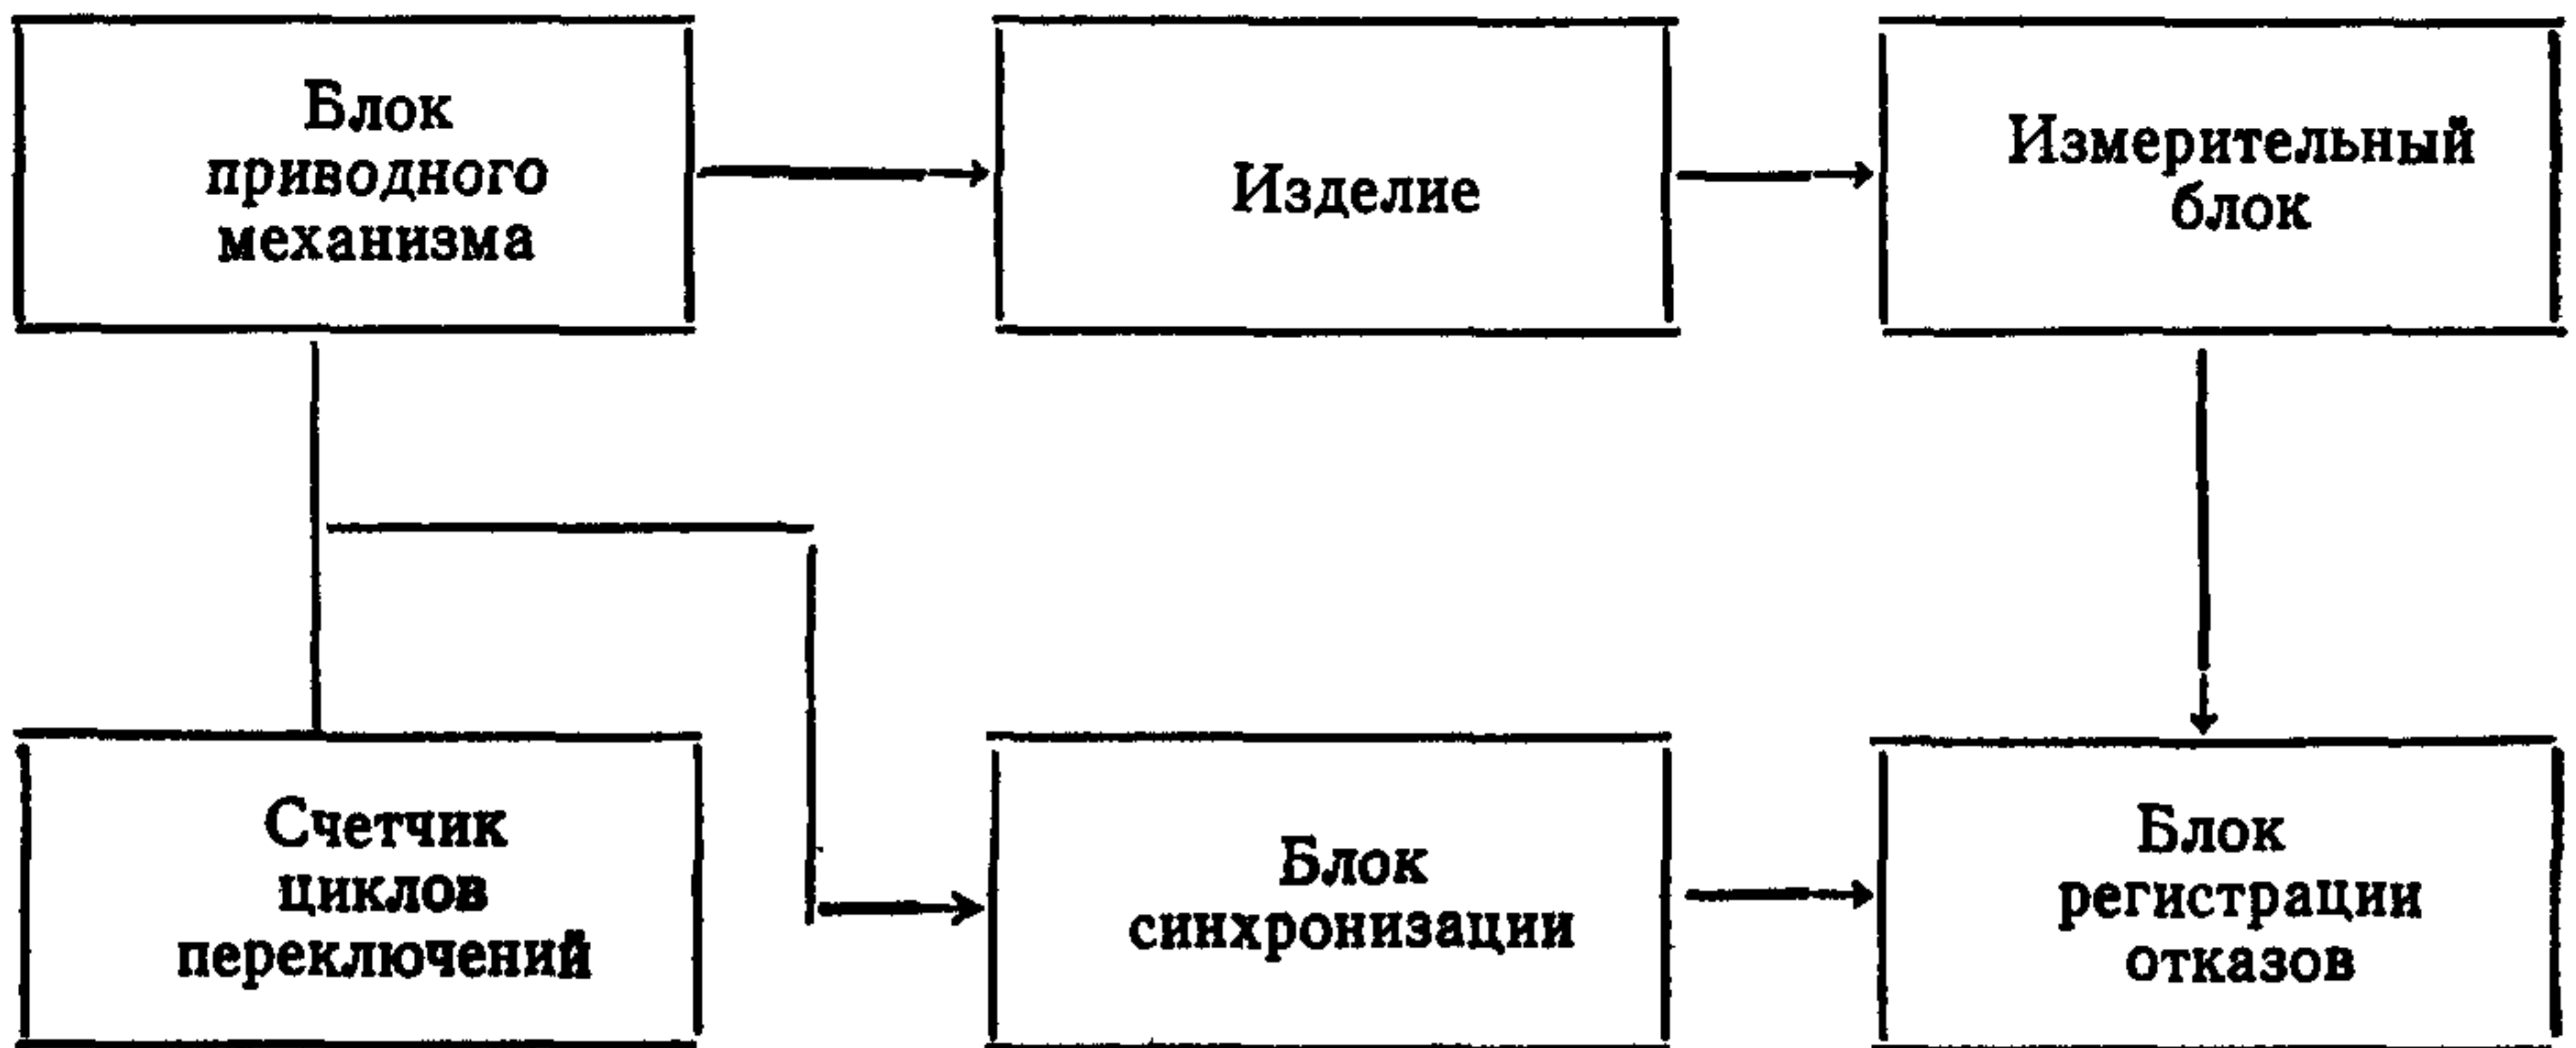 Блок
приводного
механизма
Изделие
Измерительный
блок
Счетчик
циклов
переключений
Блок
синхронизации
Блок
регистрации
отказов